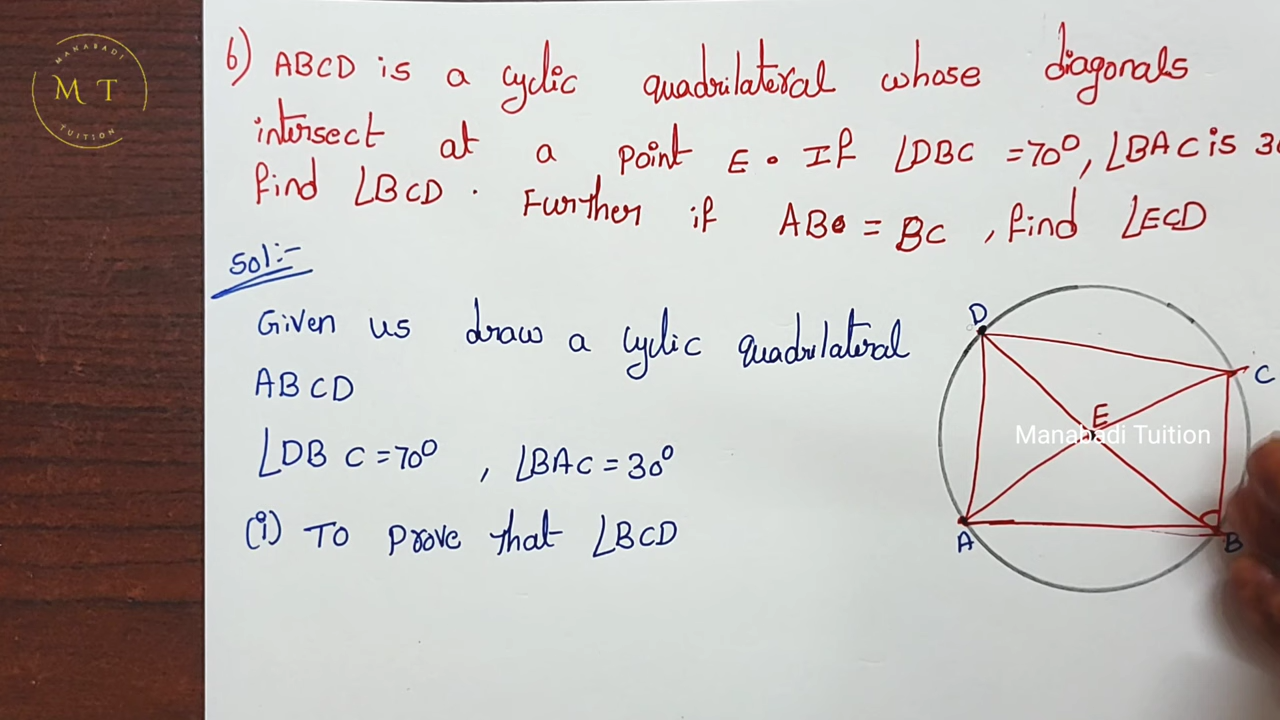 MANABADI
M T
TUITION
6) ABCD is a cyclic quadrilateral whose diagonals
intersect at a point E. If ∠DBC = 70°, ∠BAC is 30
find ∠BCD. Further if AB = BC, find ∠ECD
Sol:-
Given us draw a cyclic quadrilateral
ABCD
∠DBC = 70°, ∠BAC = 30°
(i) To prove that ∠BCD
D
C
E
Manabadi Tuition
A
B